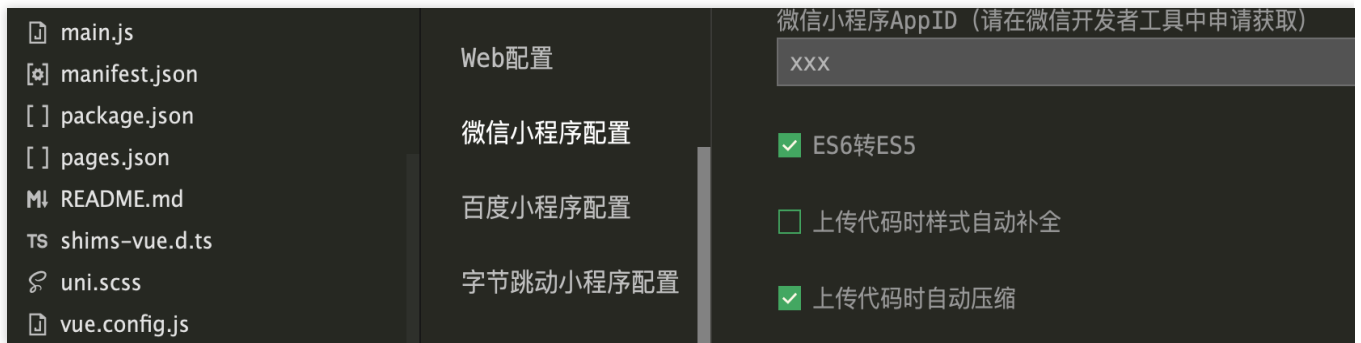 main.js
manifest.json
package.json
pages.json
README.md
TS shims-vue.d.ts
uni.scss
vue.config.js
Web配置
微信小程序配置
百度小程序配置
字节跳动小程序配置
微信小程序AppID（请在微信开发者工具中申请获取）
xxx
ES6转ES5
上传代码时样式自动补全
上传代码时自动压缩